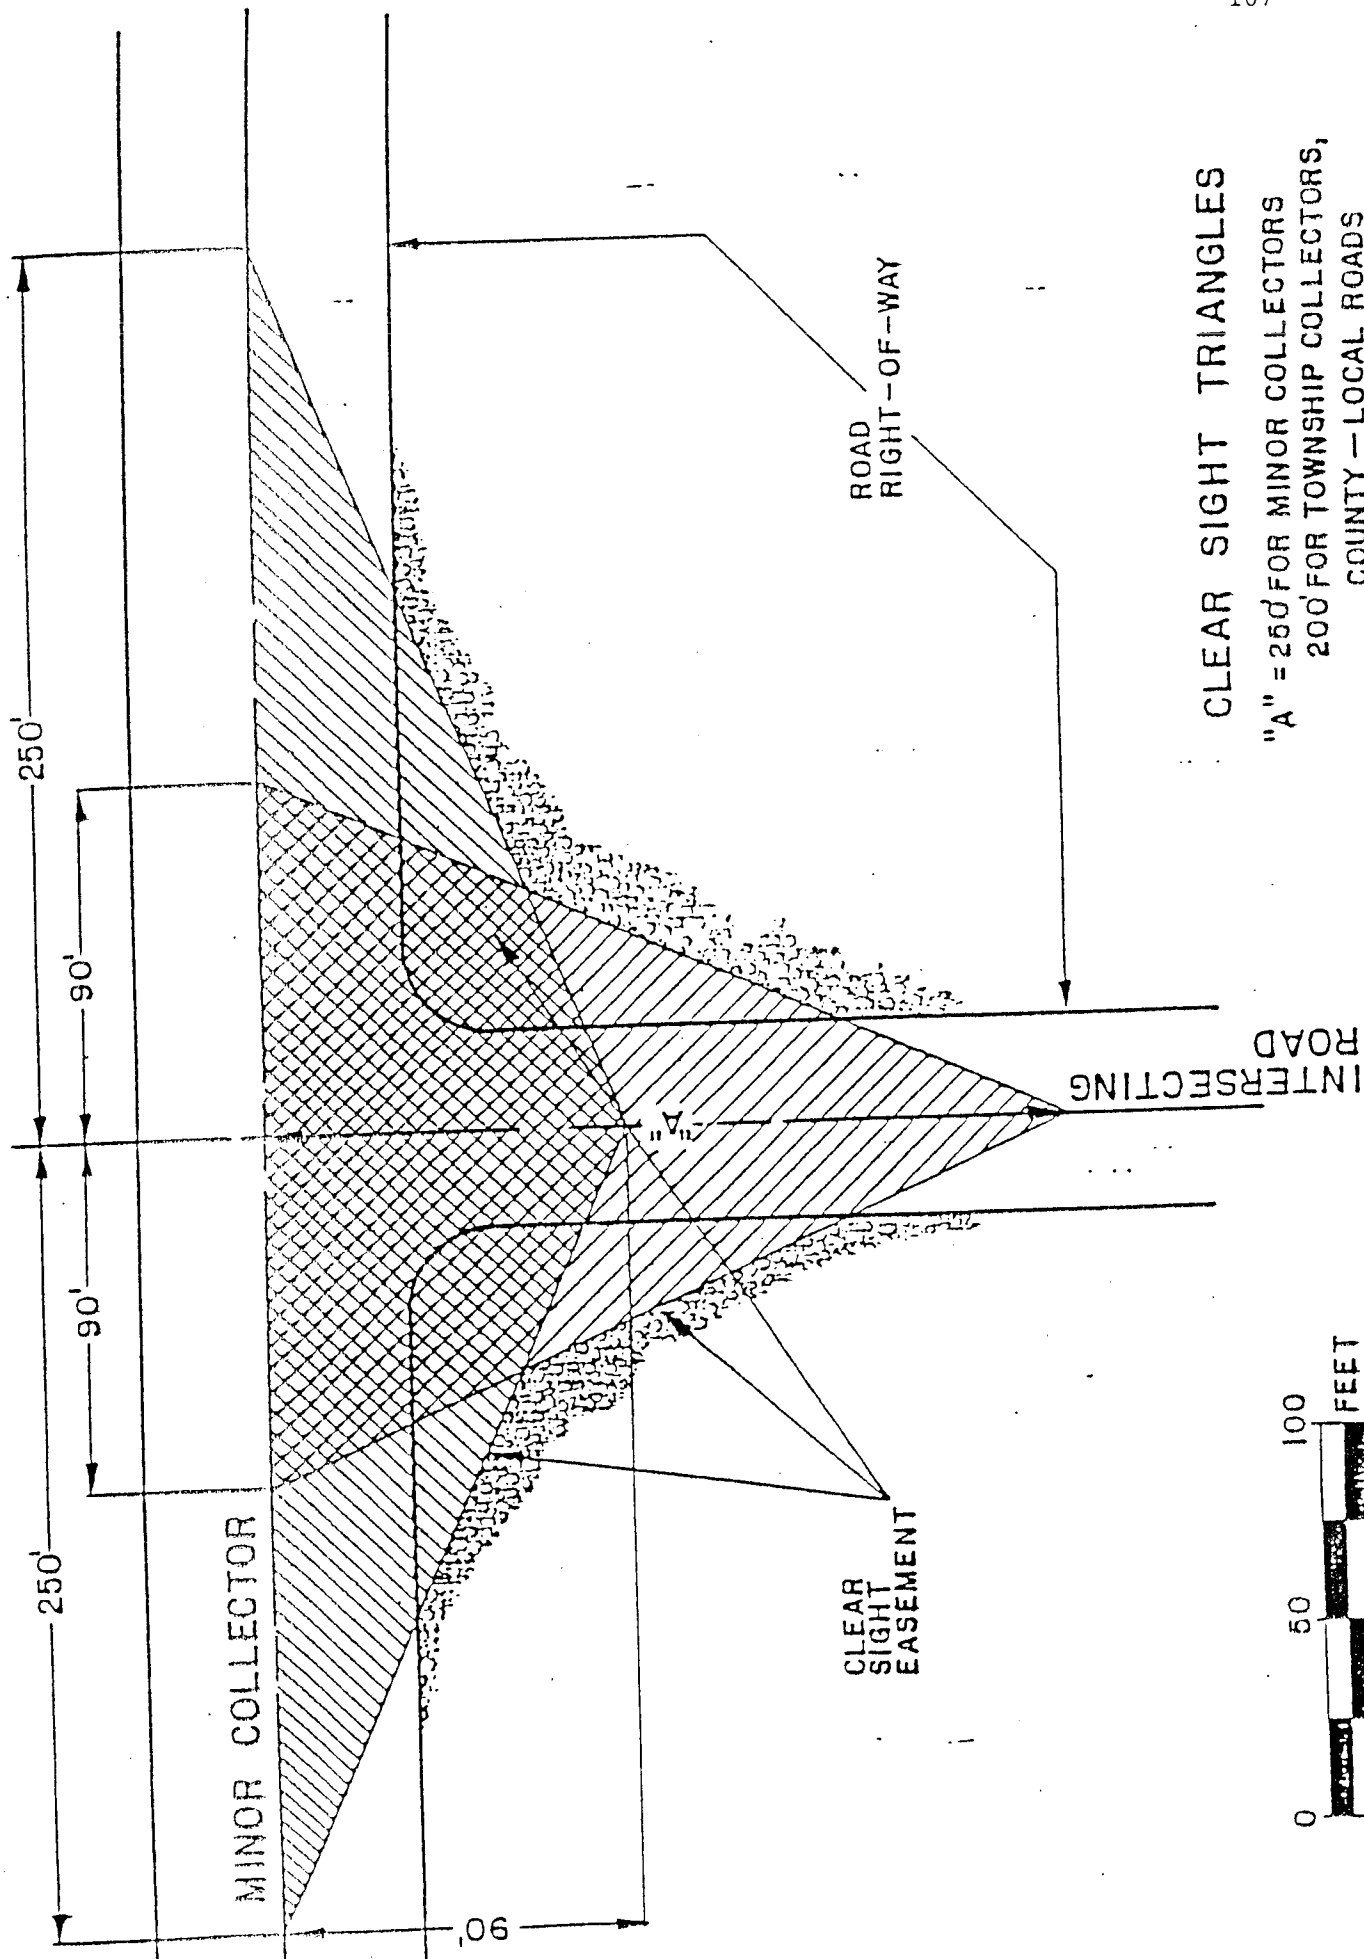 250'
250'
90'
90'
MINOR COLLECTOR
90'
"A"
INTERSECTING
ROAD
ROAD
RIGHT-OF-WAY
CLEAR
SIGHT
EASEMENT
CLEAR SIGHT TRIANGLES
"A" = 250' FOR MINOR COLLECTORS
200' FOR TOWNSHIP COLLECTORS,
COUNTY – LOCAL ROADS
0 50 100
FEET